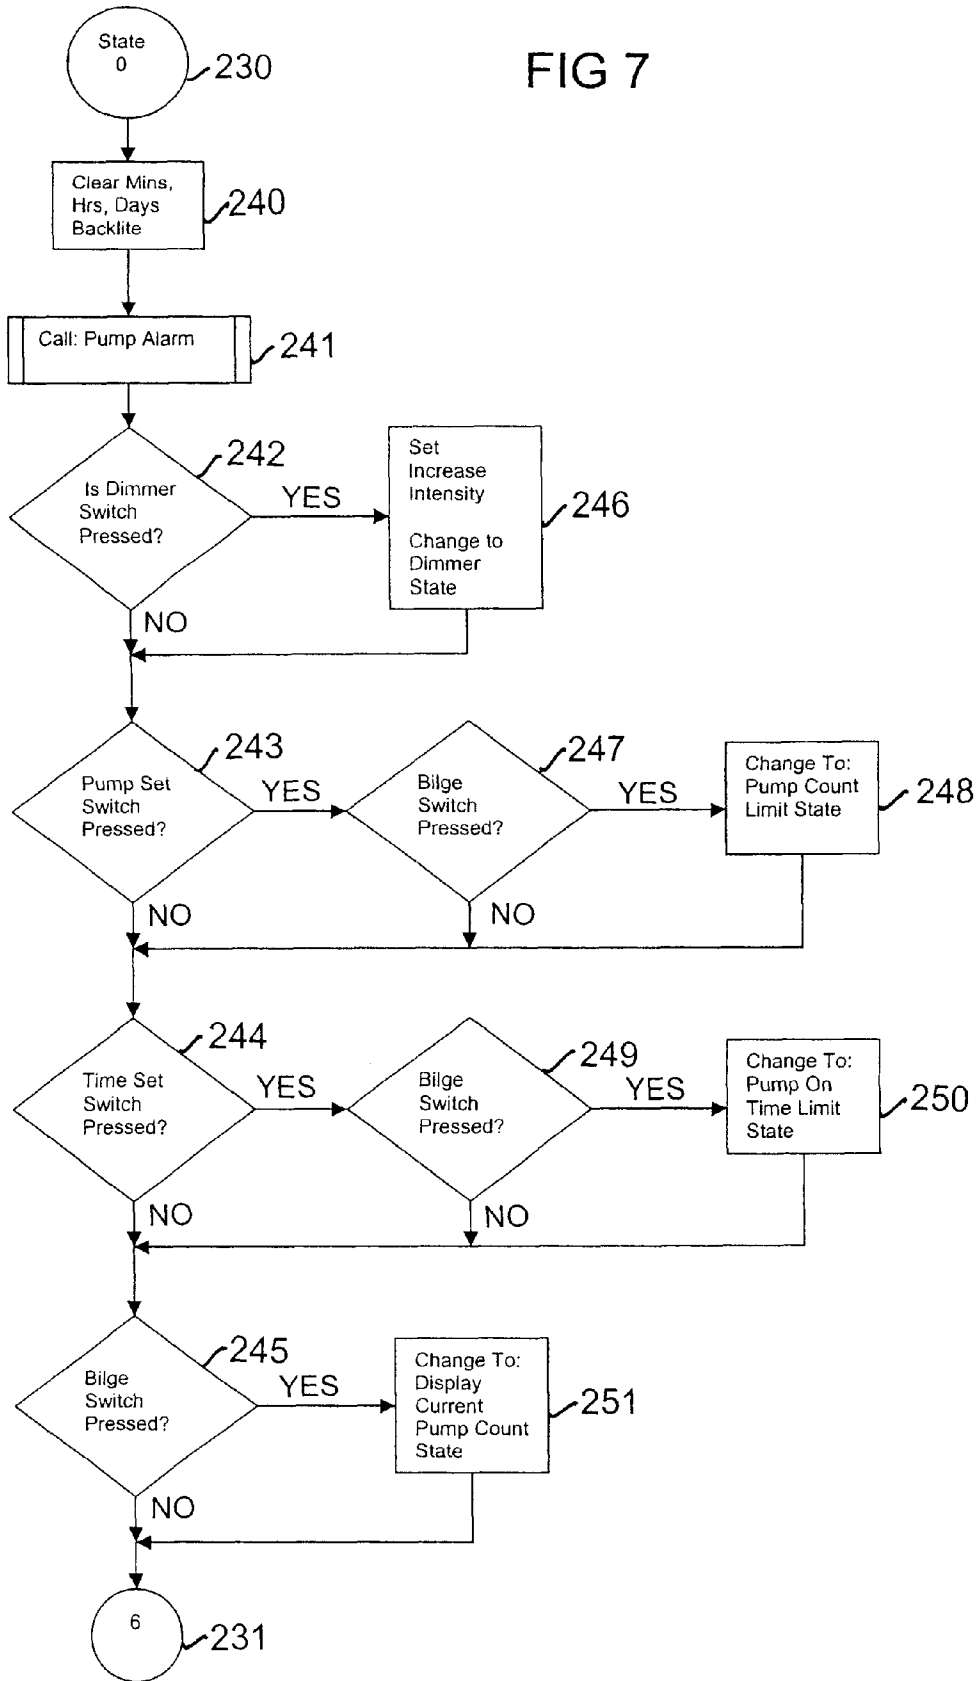 FIG 7
State
0
230
Clear Mins,
Hrs, Days
Backlite
240
Call: Pump Alarm
241
242
Is Dimmer
Switch
Pressed?
YES
Set
Increase
Intensity
Change to
Dimmer
State
246
NO
243
Pump Set
Switch
Pressed?
YES
247
Bilge
Switch
Pressed?
YES
Change To:
Pump Count
Limit State
248
NO
NO
244
Time Set
Switch
Pressed?
YES
249
Bilge
Switch
Pressed?
YES
Change To:
Pump On
Time Limit
State
250
NO
NO
245
Bilge
Switch
Pressed?
YES
Change To:
Display
Current
Pump Count
State
251
NO
6
231